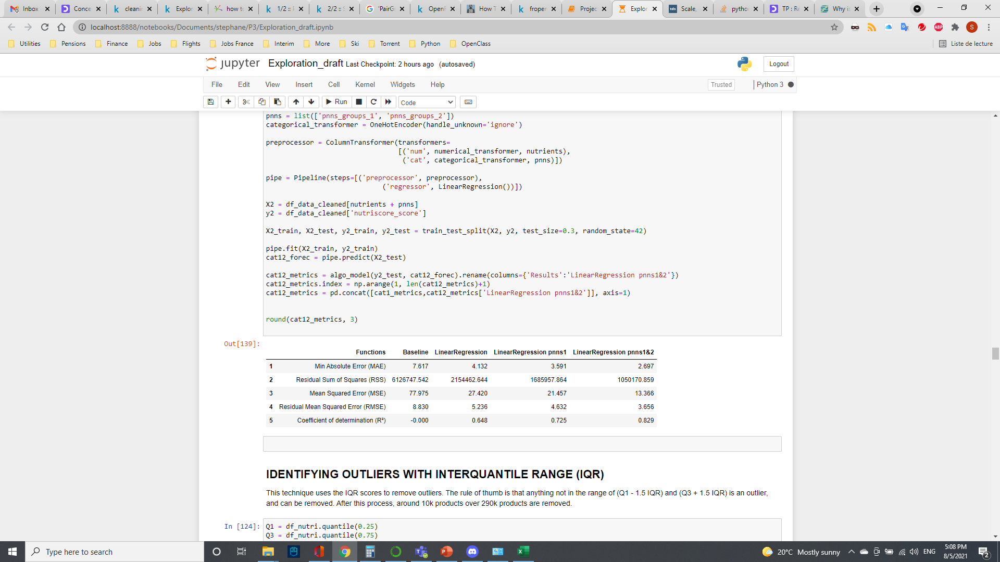 Inbox
Conce
cleanin
Explor
how to
1/2 ::
2/2 :: S
'PairGr
OpenF
How T
froper
Projec
Explor
Scale,
pytho
TP : Re
Why is
localhost:8888/notebooks/Documents/stephane/P3/Exploration_draft.ipynb
Utilities Pensions Finance Jobs Flights Jobs France Interim More Ski Torrent Python OpenClass Liste de lecture
jupyter Exploration_draft Last Checkpoint: 2 hours ago (autosaved) Logout
File Edit View Insert Cell Kernel Widgets Help Trusted Python 3
Run Code
pnns = list(['pnns_groups_1', 'pnns_groups_2'])
categorical_transformer = OneHotEncoder(handle_unknown='ignore')
preprocessor = ColumnTransformer(transformers=
[('num', numerical_transformer, nutrients),
('cat', categorical_transformer, pnns)])
pipe = Pipeline(steps=[('preprocessor', preprocessor),
('regressor', LinearRegression())])
X2 = df_data_cleaned[nutrients + pnns]
y2 = df_data_cleaned['nutriscore_score']
X2_train, X2_test, y2_train, y2_test = train_test_split(X2, y2, test_size=0.3, random_state=42)
pipe.fit(X2_train, y2_train)
cat12_forec = pipe.predict(X2_test)
cat12_metrics = algo_model(y2_test, cat12_forec).rename(columns={'Results':'LinearRegression pnns1&2'})
cat12_metrics.index = np.arange(1, len(cat12_metrics)+1)
cat12_metrics = pd.concat([cat1_metrics,cat12_metrics['LinearRegression pnns1&2']], axis=1)
round(cat12_metrics, 3)
Out[139]:
Functions Baseline LinearRegression LinearRegression pnns1 LinearRegression pnns1&2
1 Min Absolute Error (MAE) 7.617 4.132 3.591 2.697
2 Residual Sum of Squares (RSS) 6126747.542 2154462.644 1685957.864 1050170.859
3 Mean Squared Error (MSE) 77.975 27.420 21.457 13.366
4 Residual Mean Squared Error (RMSE) 8.830 5.236 4.632 3.656
5 Coefficient of determination (R²) -0.000 0.648 0.725 0.829
IDENTIFYING OUTLIERS WITH INTERQUANTILE RANGE (IQR)
This technique uses the IQR scores to remove outliers. The rule of thumb is that anything not in the range of (Q1 - 1.5 IQR) and (Q3 + 1.5 IQR) is an outlier,
and can be removed. After this process, around 10k products over 290k products are removed.
In [124]: Q1 = df_nutri.quantile(0.25)
Q3 = df_nutri.quantile(0.75)
Type here to search
20°C Mostly sunny ENG
5:08 PM
8/5/2021
2